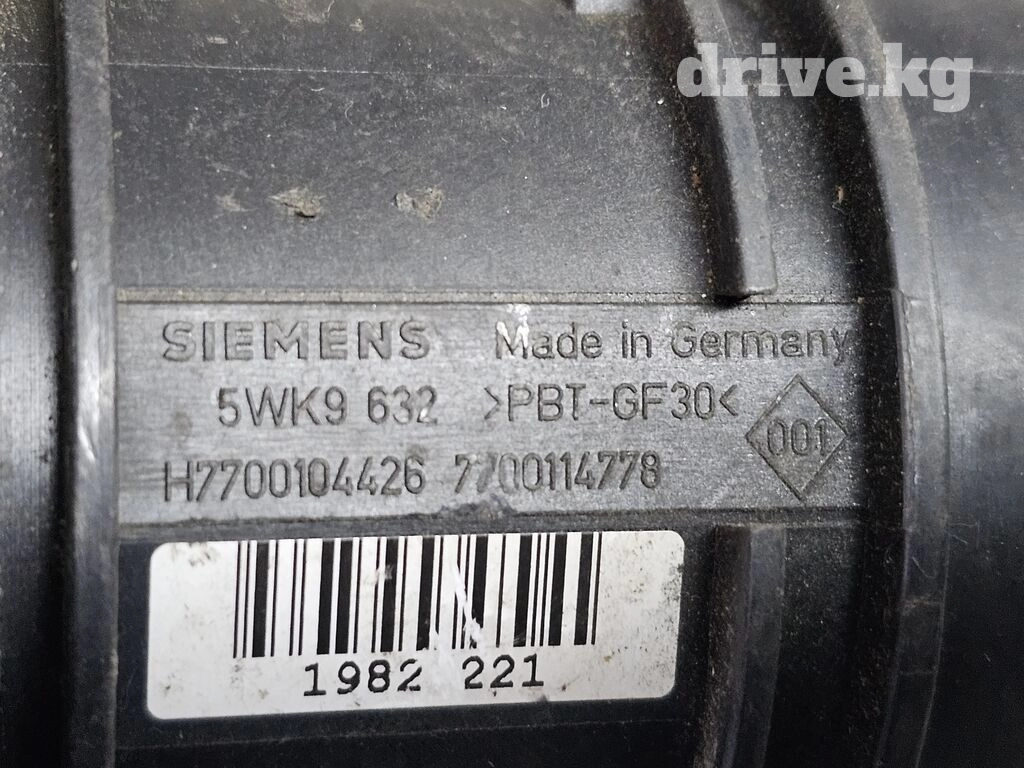 drive.kg
SIEMENS Made in Germany
5WK9 632 >PBT-GF30<
001
H7700104426 7700114778
1982 221